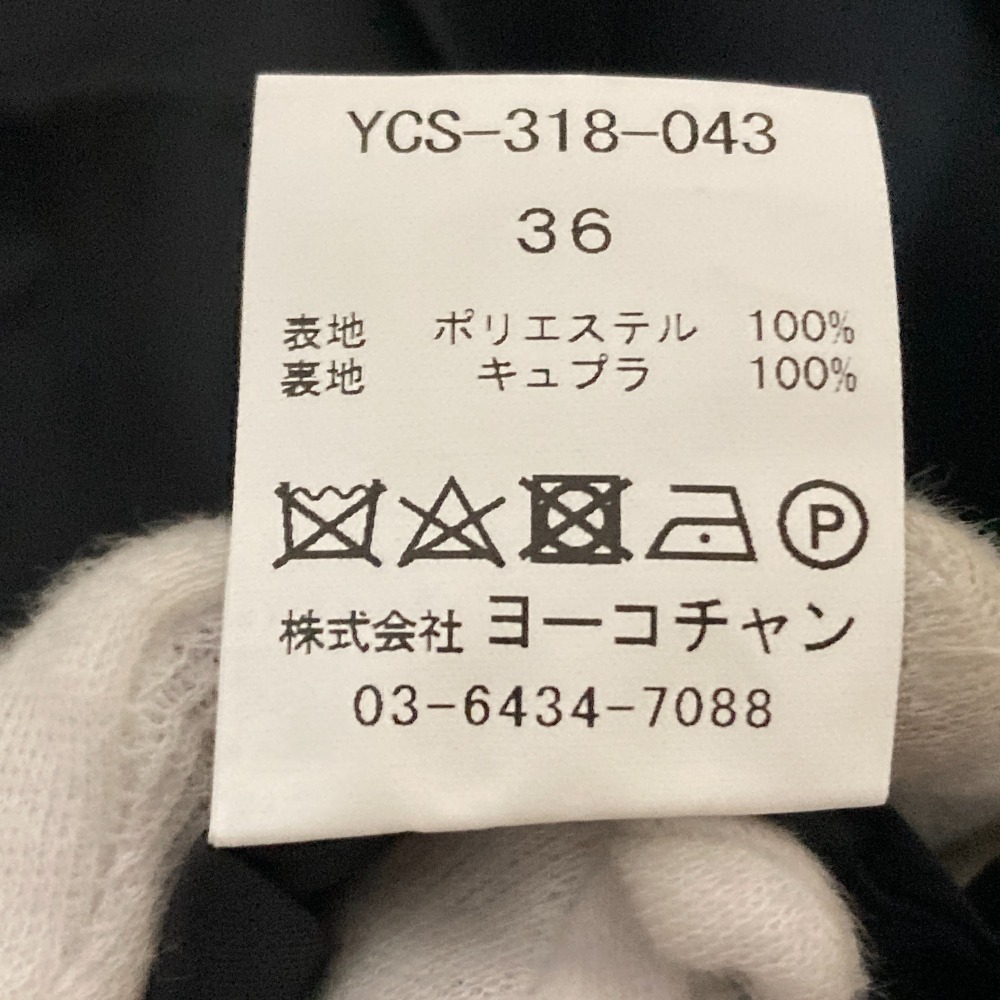 YCS-318-043
36
表地 ポリエステル 100%
裏地 キュプラ 100%
P
株式会社 ヨーコチャン
03-6434-7088